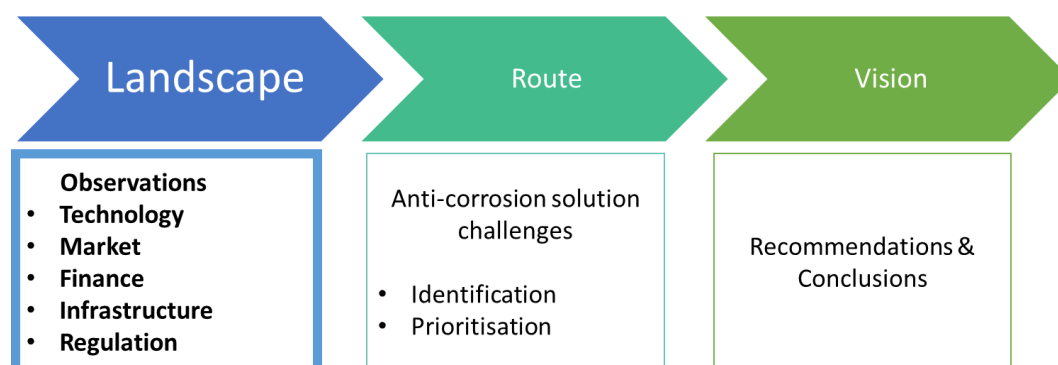 Landscape
Route
Vision
Observations
• Technology
• Market
• Finance
• Infrastructure
• Regulation
Anti-corrosion solution
challenges
• Identification
• Prioritisation
Recommendations &
Conclusions